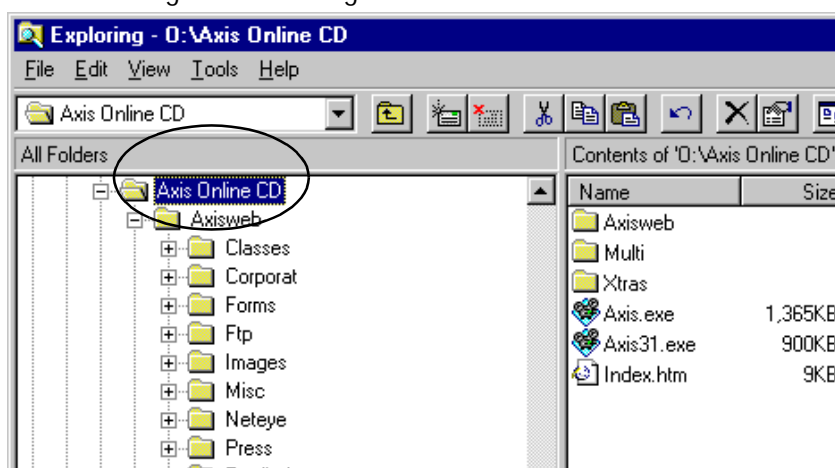 Exploring - O:\Axis Online CD
File Edit View Tools Help
Axis Online CD
All Folders
Contents of 'O:\Axis Online CD'
Axis Online CD
Axisweb
Classes
Corporat
Forms
Ftp
Images
Misc
Neteye
Press
Name Size
Axisweb
Multi
Xtras
Axis.exe 1,365KB
Axis31.exe 900KB
Index.htm 9KB